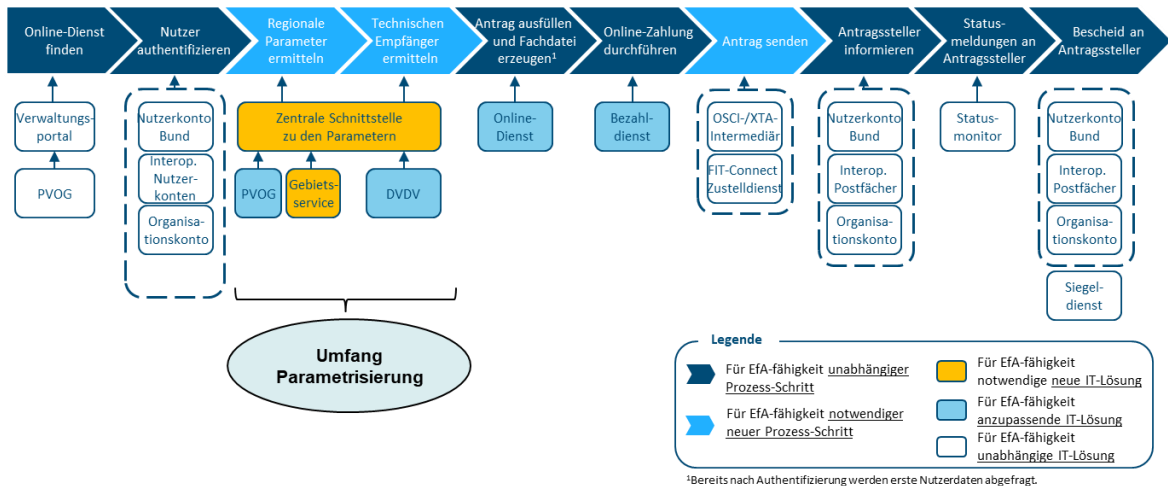 Online-Dienst
finden
Nutzer
authentifizieren
Regionale
Parameter
ermitteln
Technischen
Empfänger
ermitteln
Antrag ausfüllen
und Fachdatei
erzeugen¹
Online-Zahlung
durchführen
Antrag senden
Antragssteller
informieren
Status-
meldungen an
Antragssteller
Bescheid an
Antragssteller
Verwaltungs-
portal
PVOG
Nutzerkonto
Bund
Interop.
Nutzer-
konten
Organisa-
tionskonto
Zentrale Schnittstelle
zu den Parametern
PVOG
Gebiets-
service
DVDV
Online-
Dienst
Bezahl-
dienst
OSCI-/XTA-
Intermediär
FIT-Connect
Zustelldienst
Nutzerkonto
Bund
Interop.
Postfächer
Organisa-
tionskonto
Status-
monitor
Nutzerkonto
Bund
Interop.
Postfächer
Organisa-
tionskonto
Siegel-
dienst
Umfang
Parametrisierung
Legende
Für EfA-fähigkeit unabhängiger
Prozess-Schritt
Für EfA-fähigkeit notwendiger
neuer Prozess-Schritt
Für EfA-fähigkeit
notwendige neue IT-Lösung
Für EfA-fähigkeit
anzupassende IT-Lösung
Für EfA-fähigkeit
unabhängige IT-Lösung
¹Bereits nach Authentifizierung werden erste Nutzerdaten abgefragt.